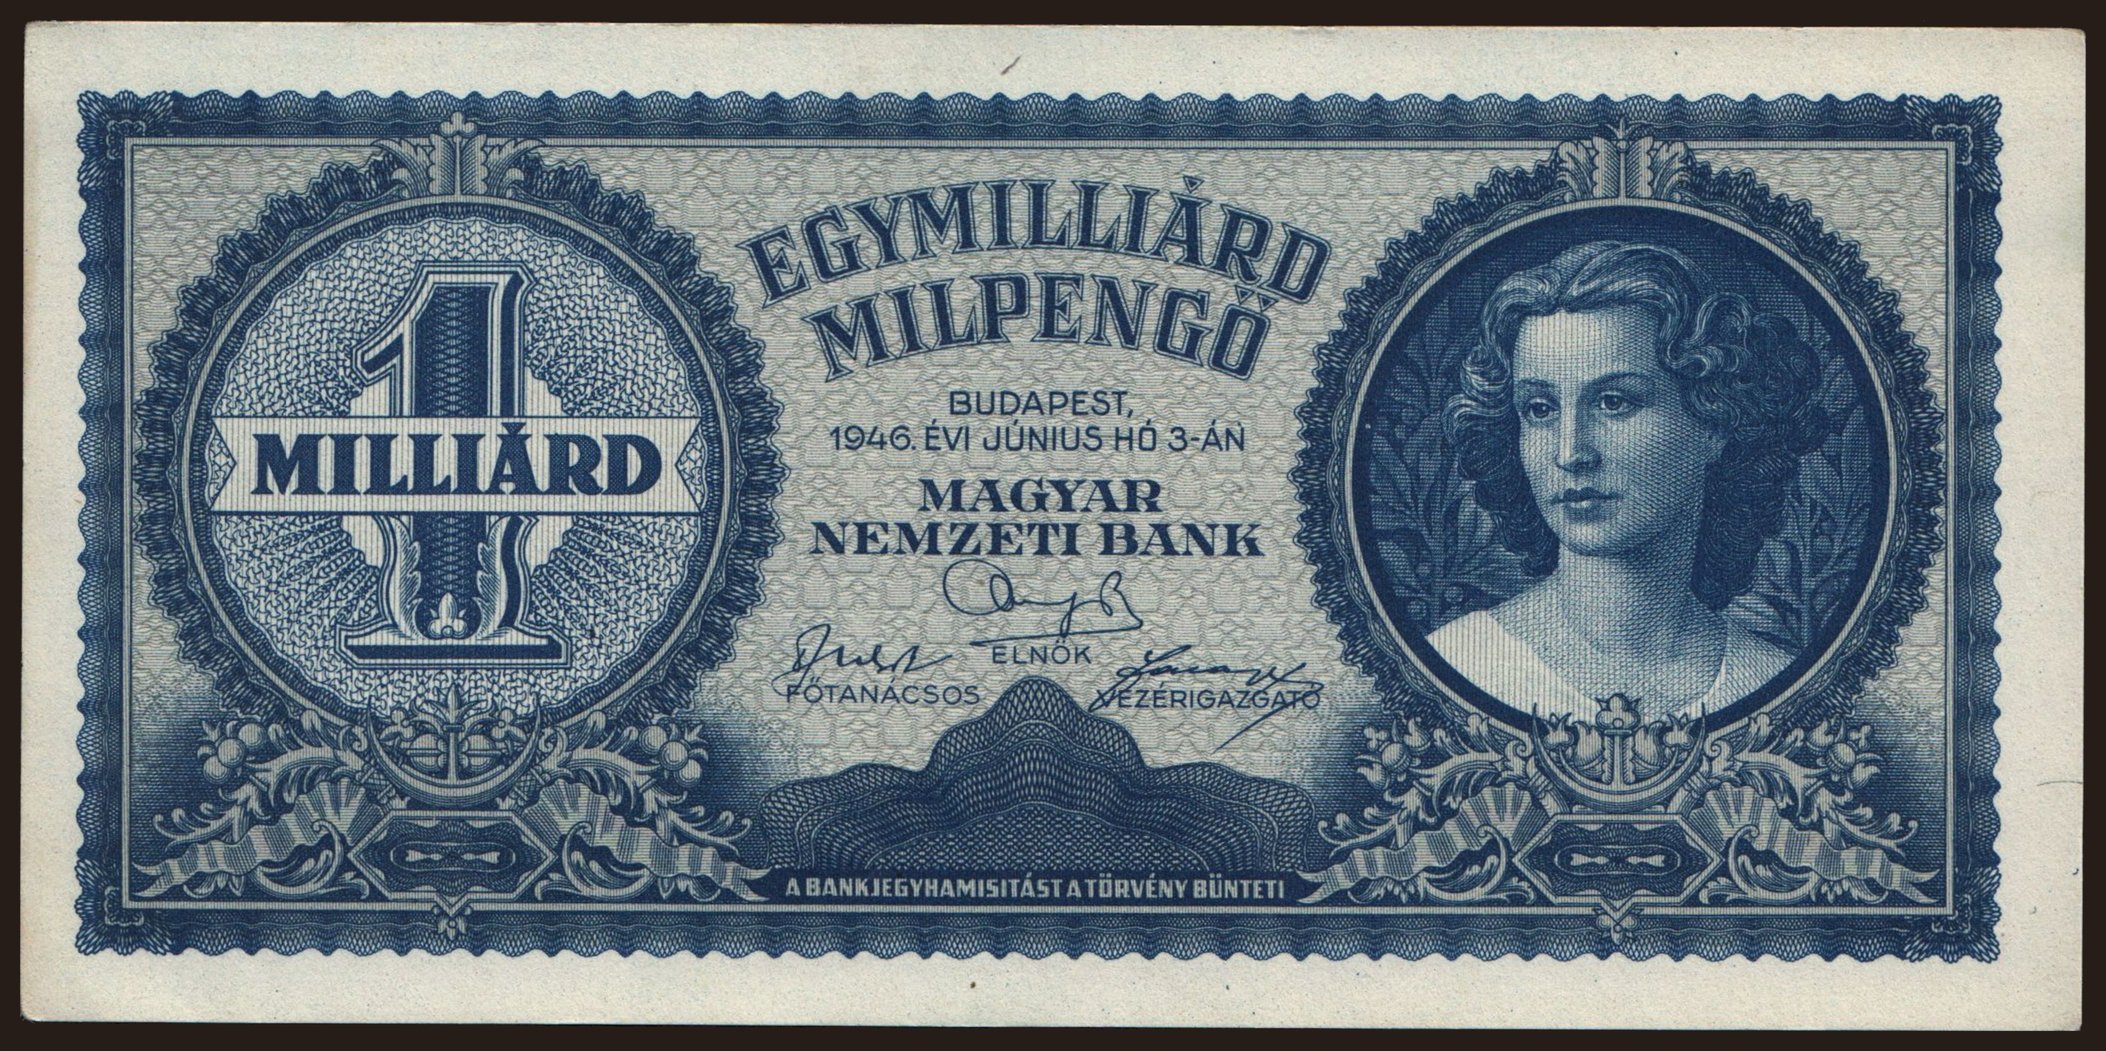 EGYMILLIÁRD
MILPENGŐ
1
MILLIÁRD
BUDAPEST,
1946. ÉVI JÚNIUS HÓ 3-ÁN
MAGYAR
NEMZETI BANK
ELNÖK
FŐTANÁCSOS VEZÉRIGAZGATÓ
A BANKJEGYHAMISITÁST A TÖRVÉNY BÜNTETI